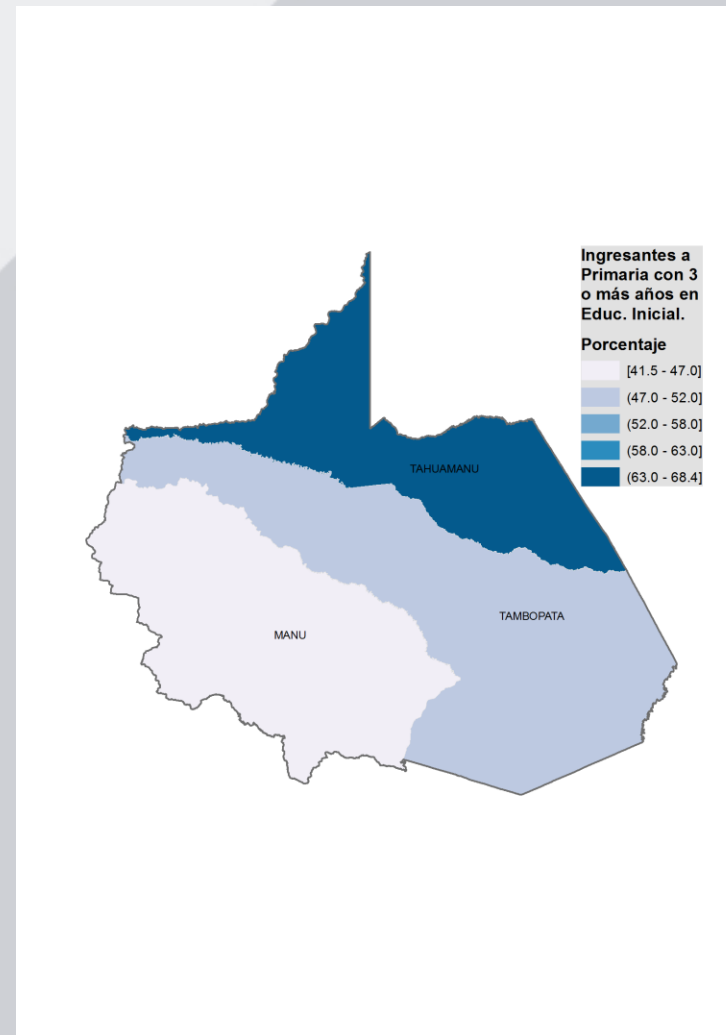 Ingresantes a
Primaria con 3
o más años en
Educ. Inicial.
Porcentaje
[41.5 - 47.0]
(47.0 - 52.0]
(52.0 - 58.0]
(58.0 - 63.0]
(63.0 - 68.4]
TAHUAMANU
TAMBOPATA
MANU